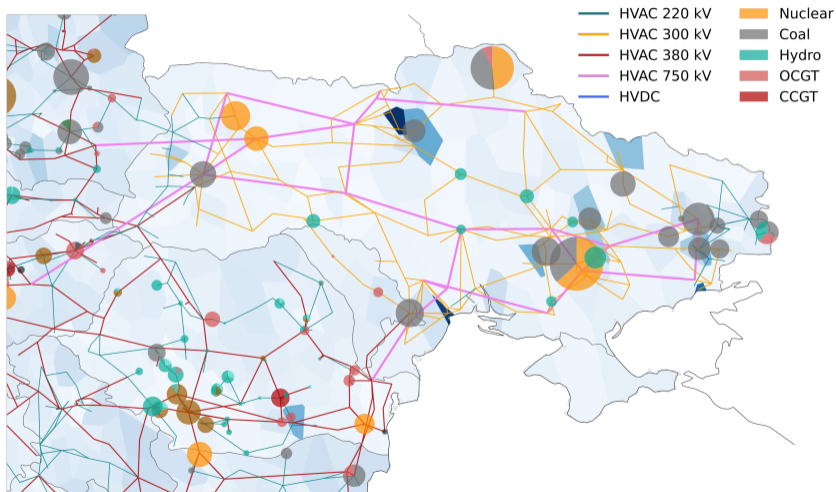 HVAC 220 kV
HVAC 300 kV
HVAC 380 kV
HVAC 750 kV
HVDC
Nuclear
Coal
Hydro
OCGT
CCGT